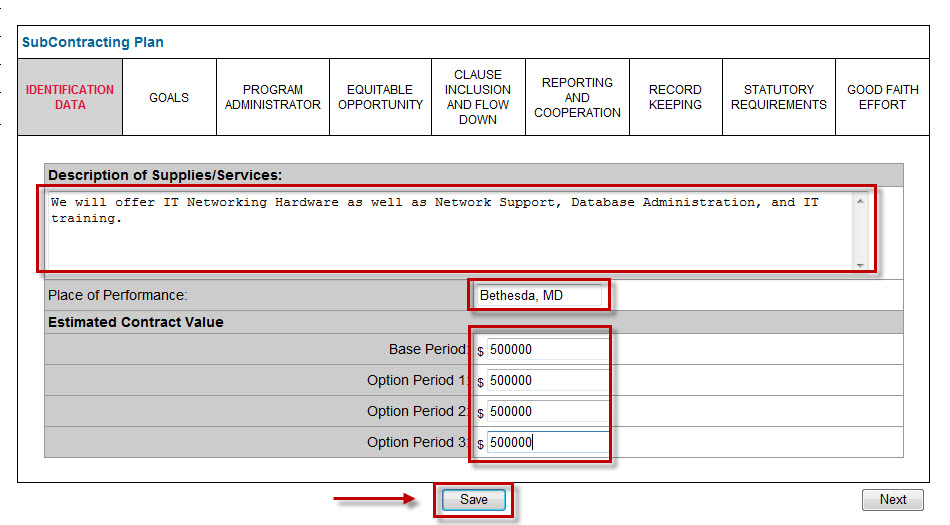 SubContracting Plan
IDENTIFICATION
DATA
GOALS
PROGRAM
ADMINISTRATOR
EQUITABLE
OPPORTUNITY
CLAUSE
INCLUSION
AND FLOW
DOWN
REPORTING
AND
COOPERATION
RECORD
KEEPING
STATUTORY
REQUIREMENTS
GOOD FAITH
EFFORT
Description of Supplies/Services:
We will offer IT Networking Hardware as well as Network Support, Database Administration, and IT
training.
Place of Performance: Bethesda, MD
Estimated Contract Value
Base Period: $ 500000
Option Period 1: $ 500000
Option Period 2: $ 500000
Option Period 3: $ 500000
Save Next